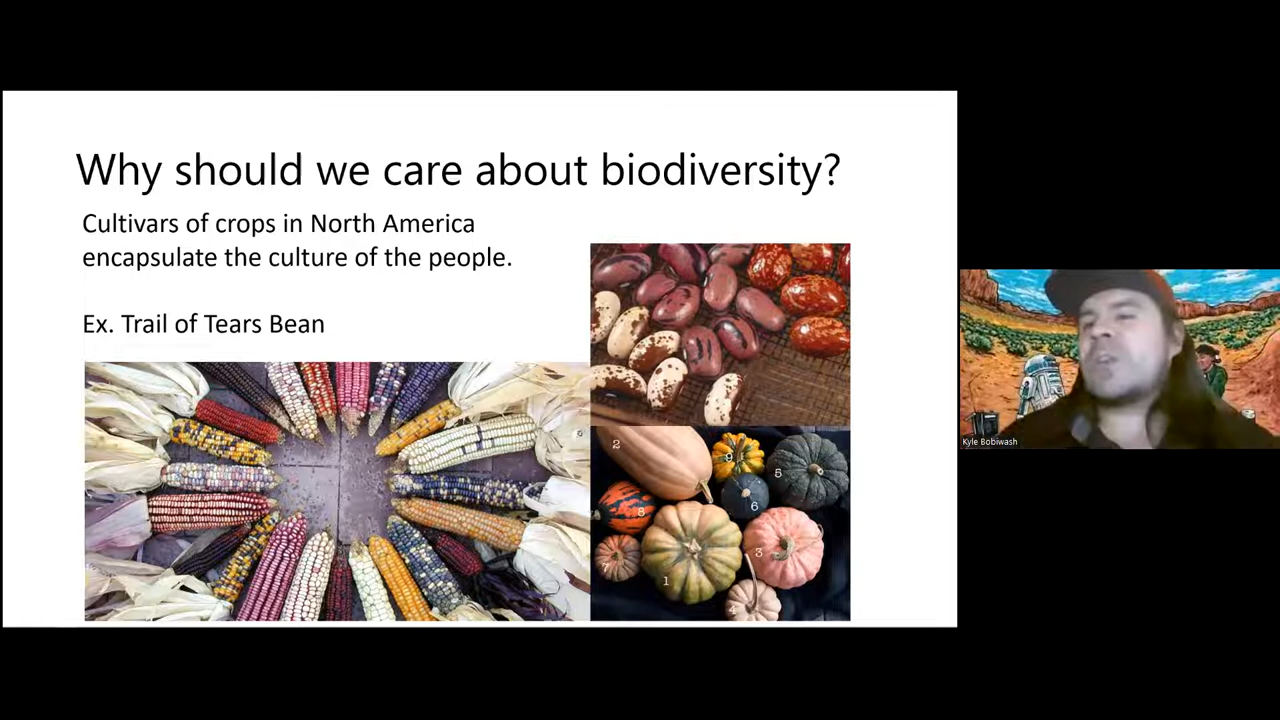 Why should we care about biodiversity?
Cultivars of crops in North America
encapsulate the culture of the people.
Ex. Trail of Tears Bean
2
9
5
6
8
3
7
1
4
Kyle Bobiwash